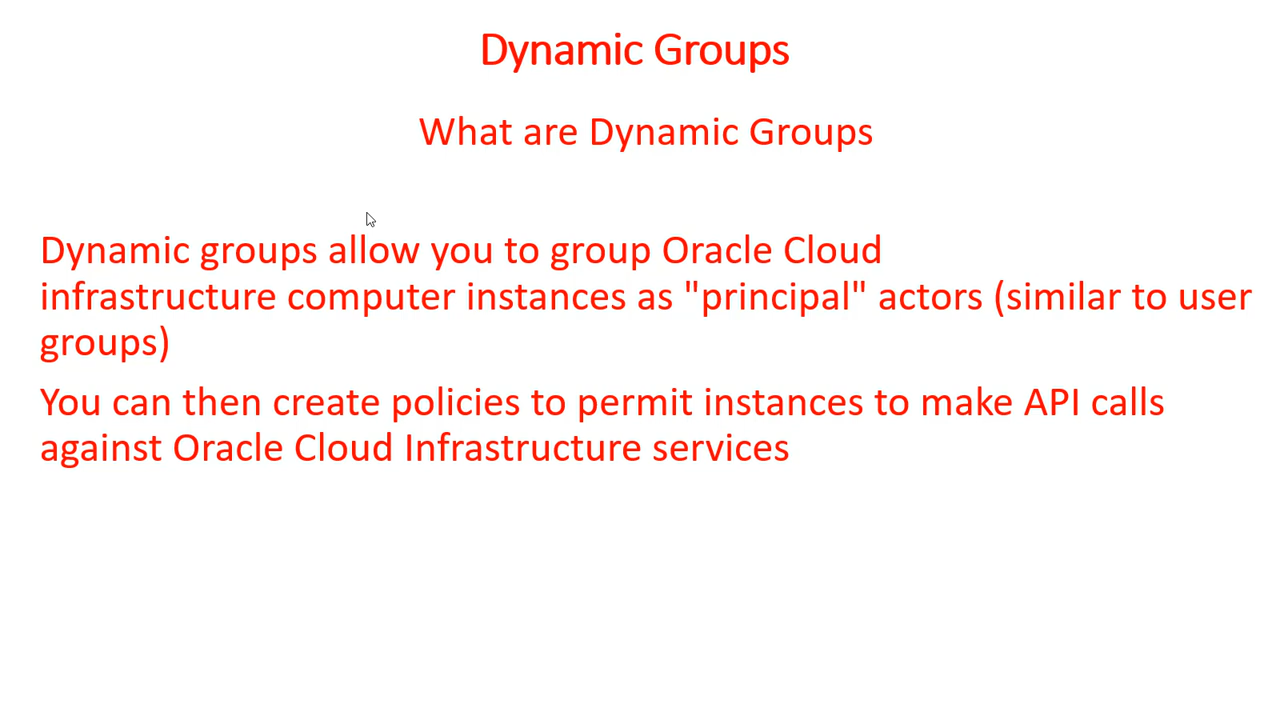 Dynamic Groups
What are Dynamic Groups
Dynamic groups allow you to group Oracle Cloud
infrastructure computer instances as "principal" actors (similar to user
groups)
You can then create policies to permit instances to make API calls
against Oracle Cloud Infrastructure services